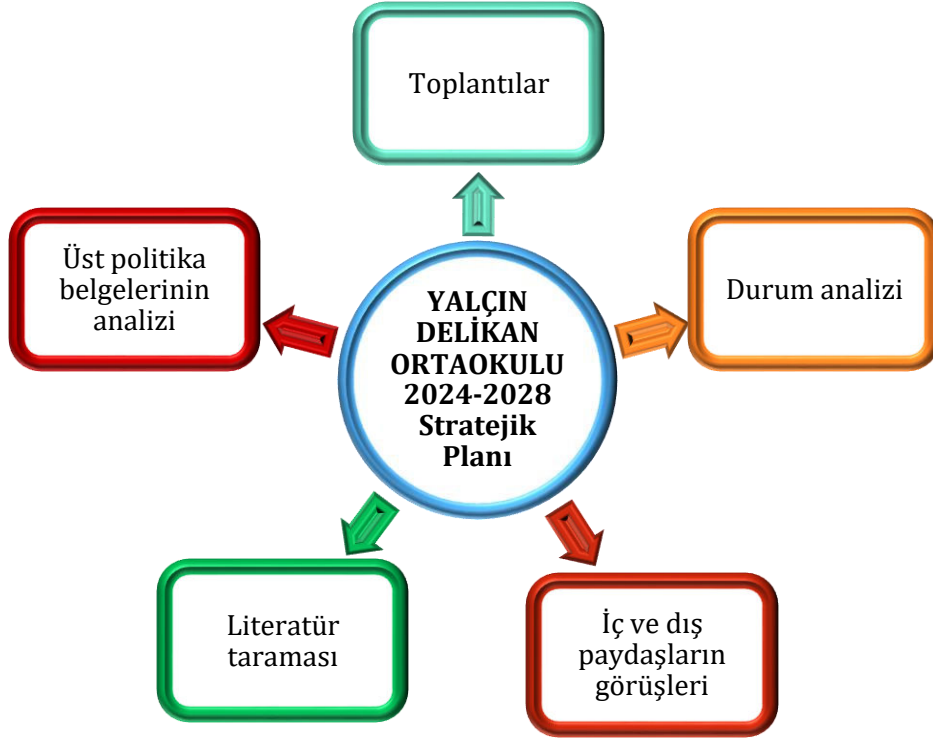 Toplantılar
Üst politika
belgelerinin
analizi
YALÇIN
DELİKAN
ORTAOKULU
2024-2028
Stratejik
Planı
Durum analizi
Literatür
taraması
İç ve dış
paydaşların
görüşleri